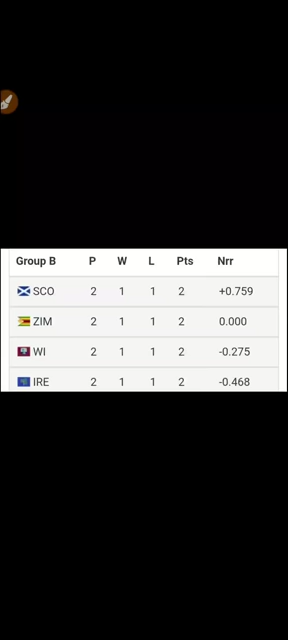 Group B P W L Pts Nrr
SCO 2 1 1 2 +0.759
ZIM 2 1 1 2 0.000
WI 2 1 1 2 -0.275
IRE 2 1 1 2 -0.468